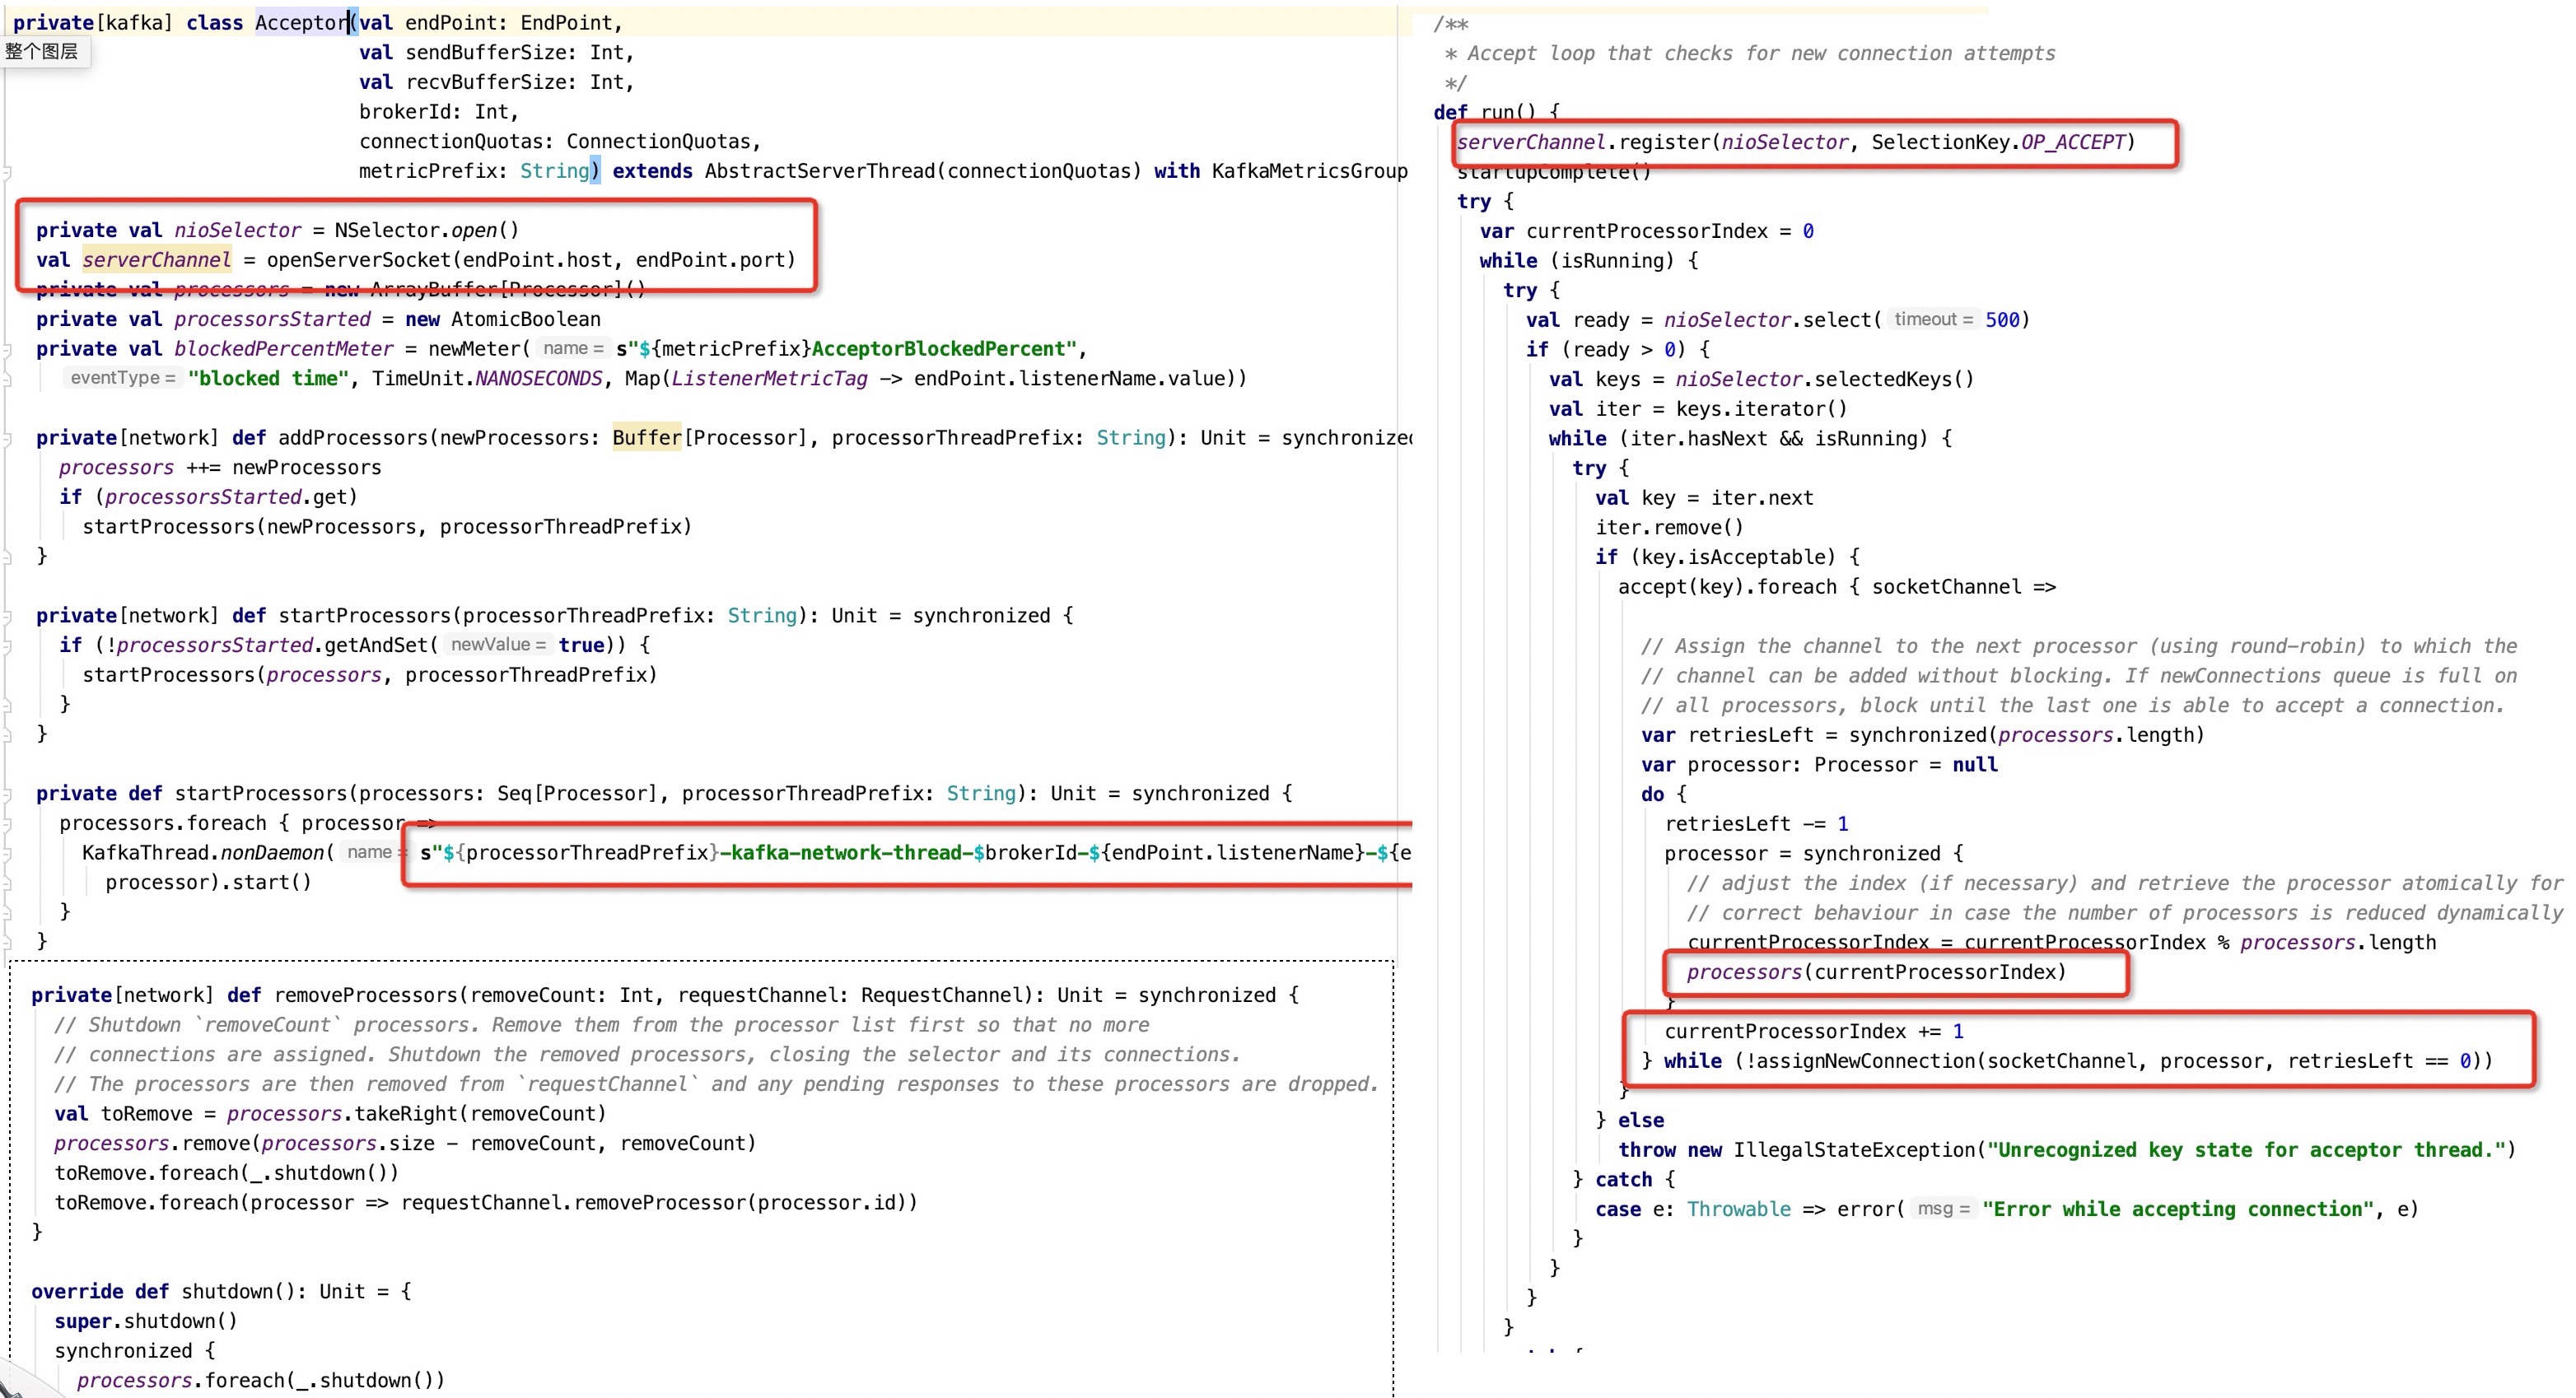 private[kafka] class Acceptor(val endPoint: EndPoint,
整个图层
val sendBufferSize: Int,
val recvBufferSize: Int,
brokerId: Int,
connectionQuotas: ConnectionQuotas,
metricPrefix: String) extends AbstractServerThread(connectionQuotas) with KafkaMetricsGroup
private val nioSelector = NSelector.open()
val serverChannel = openServerSocket(endPoint.host, endPoint.port)
private val processors = new ArrayBuffer[Processor]()
private val processorsStarted = new AtomicBoolean
private val blockedPercentMeter = newMeter( name = s"${metricPrefix}AcceptorBlockedPercent",
eventType = "blocked time", TimeUnit.NANOSECONDS, Map(ListenerMetricTag -> endPoint.listenerName.value))
private[network] def addProcessors(newProcessors: Buffer[Processor], processorThreadPrefix: String): Unit = synchronized
processors ++= newProcessors
if (processorsStarted.get)
startProcessors(newProcessors, processorThreadPrefix)
}
private[network] def startProcessors(processorThreadPrefix: String): Unit = synchronized {
if (!processorsStarted.getAndSet( newValue = true)) {
startProcessors(processors, processorThreadPrefix)
}
}
private def startProcessors(processors: Seq[Processor], processorThreadPrefix: String): Unit = synchronized {
processors.foreach { processor =>
KafkaThread.nonDaemon( name = s"${processorThreadPrefix}-kafka-network-thread-$brokerId-${endPoint.listenerName}-${e
processor).start()
}
}
private[network] def removeProcessors(removeCount: Int, requestChannel: RequestChannel): Unit = synchronized {
// Shutdown `removeCount` processors. Remove them from the processor list first so that no more
// connections are assigned. Shutdown the removed processors, closing the selector and its connections.
// The processors are then removed from `requestChannel` and any pending responses to these processors are dropped.
val toRemove = processors.takeRight(removeCount)
processors.remove(processors.size - removeCount, removeCount)
toRemove.foreach(_.shutdown())
toRemove.foreach(processor => requestChannel.removeProcessor(processor.id))
}
override def shutdown(): Unit = {
super.shutdown()
synchronized {
processors.foreach(_.shutdown())
/**
* Accept loop that checks for new connection attempts
*/
def run() {
serverChannel.register(nioSelector, SelectionKey.OP_ACCEPT)
startupComplete()
try {
var currentProcessorIndex = 0
while (isRunning) {
try {
val ready = nioSelector.select( timeout = 500)
if (ready > 0) {
val keys = nioSelector.selectedKeys()
val iter = keys.iterator()
while (iter.hasNext && isRunning) {
try {
val key = iter.next
iter.remove()
if (key.isAcceptable) {
accept(key).foreach { socketChannel =>
// Assign the channel to the next processor (using round-robin) to which the
// channel can be added without blocking. If newConnections queue is full on
// all processors, block until the last one is able to accept a connection.
var retriesLeft = synchronized(processors.length)
var processor: Processor = null
do {
retriesLeft -= 1
processor = synchronized {
// adjust the index (if necessary) and retrieve the processor atomically for
// correct behaviour in case the number of processors is reduced dynamically
currentProcessorIndex = currentProcessorIndex % processors.length
processors(currentProcessorIndex)
}
currentProcessorIndex += 1
} while (!assignNewConnection(socketChannel, processor, retriesLeft == 0))
}
} else
throw new IllegalStateException("Unrecognized key state for acceptor thread.")
} catch {
case e: Throwable => error( msg = "Error while accepting connection", e)
}
}
}
}